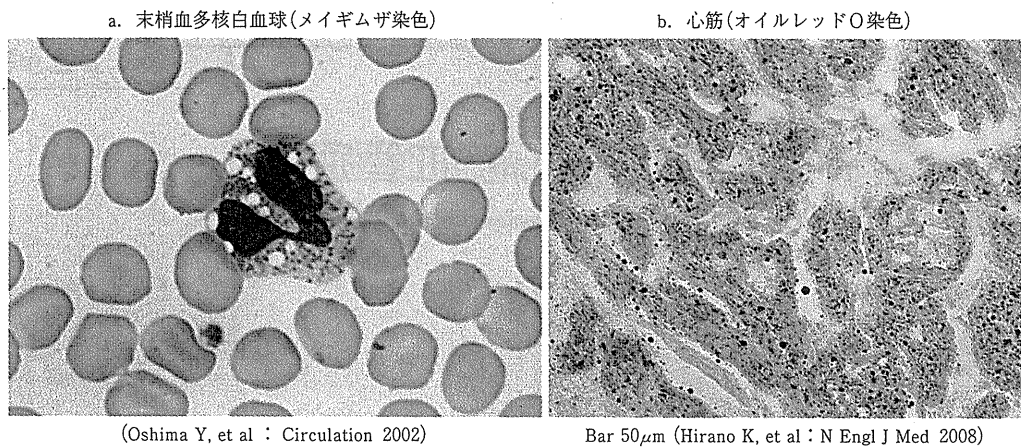 a. 末梢血多核白血球(メイギムザ染色)
b. 心筋(オイルレッドO染色)
(Oshima Y, et al : Circulation 2002)
Bar 50μm (Hirano K, et al : N Engl J Med 2008)